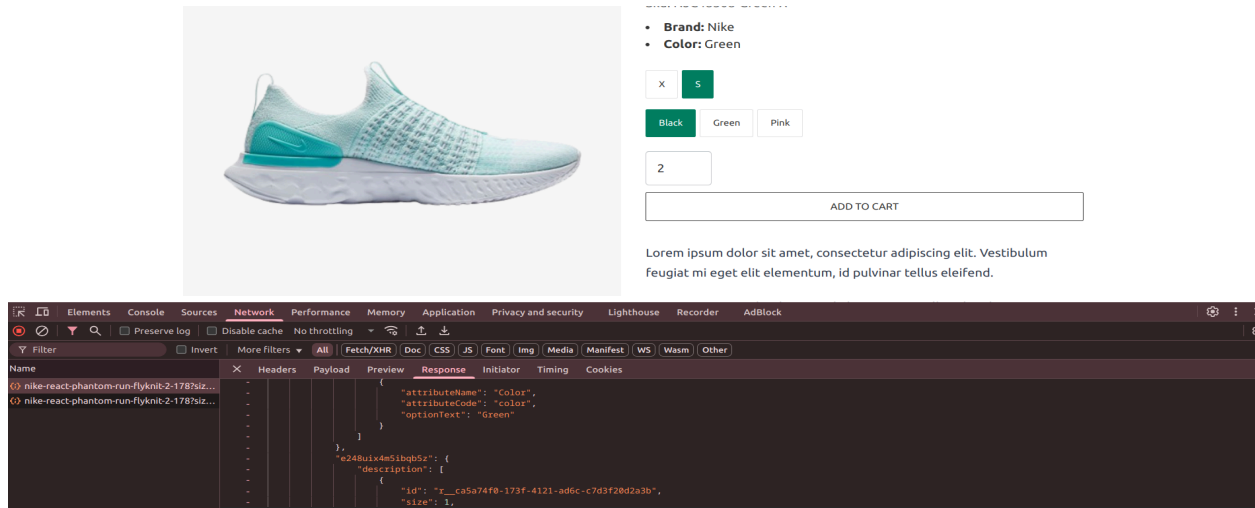 Brand: Nike
Color: Green
X S
Black Green Pink
2
ADD TO CART
Lorem ipsum dolor sit amet, consectetur adipiscing elit. Vestibulum
feugiat mi eget elit elementum, id pulvinar tellus eleifend.
Elements Console Sources Network Performance Memory Application Privacy and security Lighthouse Recorder AdBlock
Preserve log Disable cache No throttling
Filter Invert More filters All Fetch/XHR Doc CSS JS Font Img Media Manifest WS Wasm Other
Name Headers Payload Preview Response Initiator Timing Cookies
nike-react-phantom-run-flyknit-2-178?siz...
nike-react-phantom-run-flyknit-2-178?siz...
{
"attributeName": "Color",
"attributeCode": "color",
"optionText": "Green"
}
]
},
"e248uix4m5ibqb5z": {
"description": [
{
"id": "r__ca5a74f0-173f-4121-ad6c-c7d3f20d2a3b",
"size": 1,